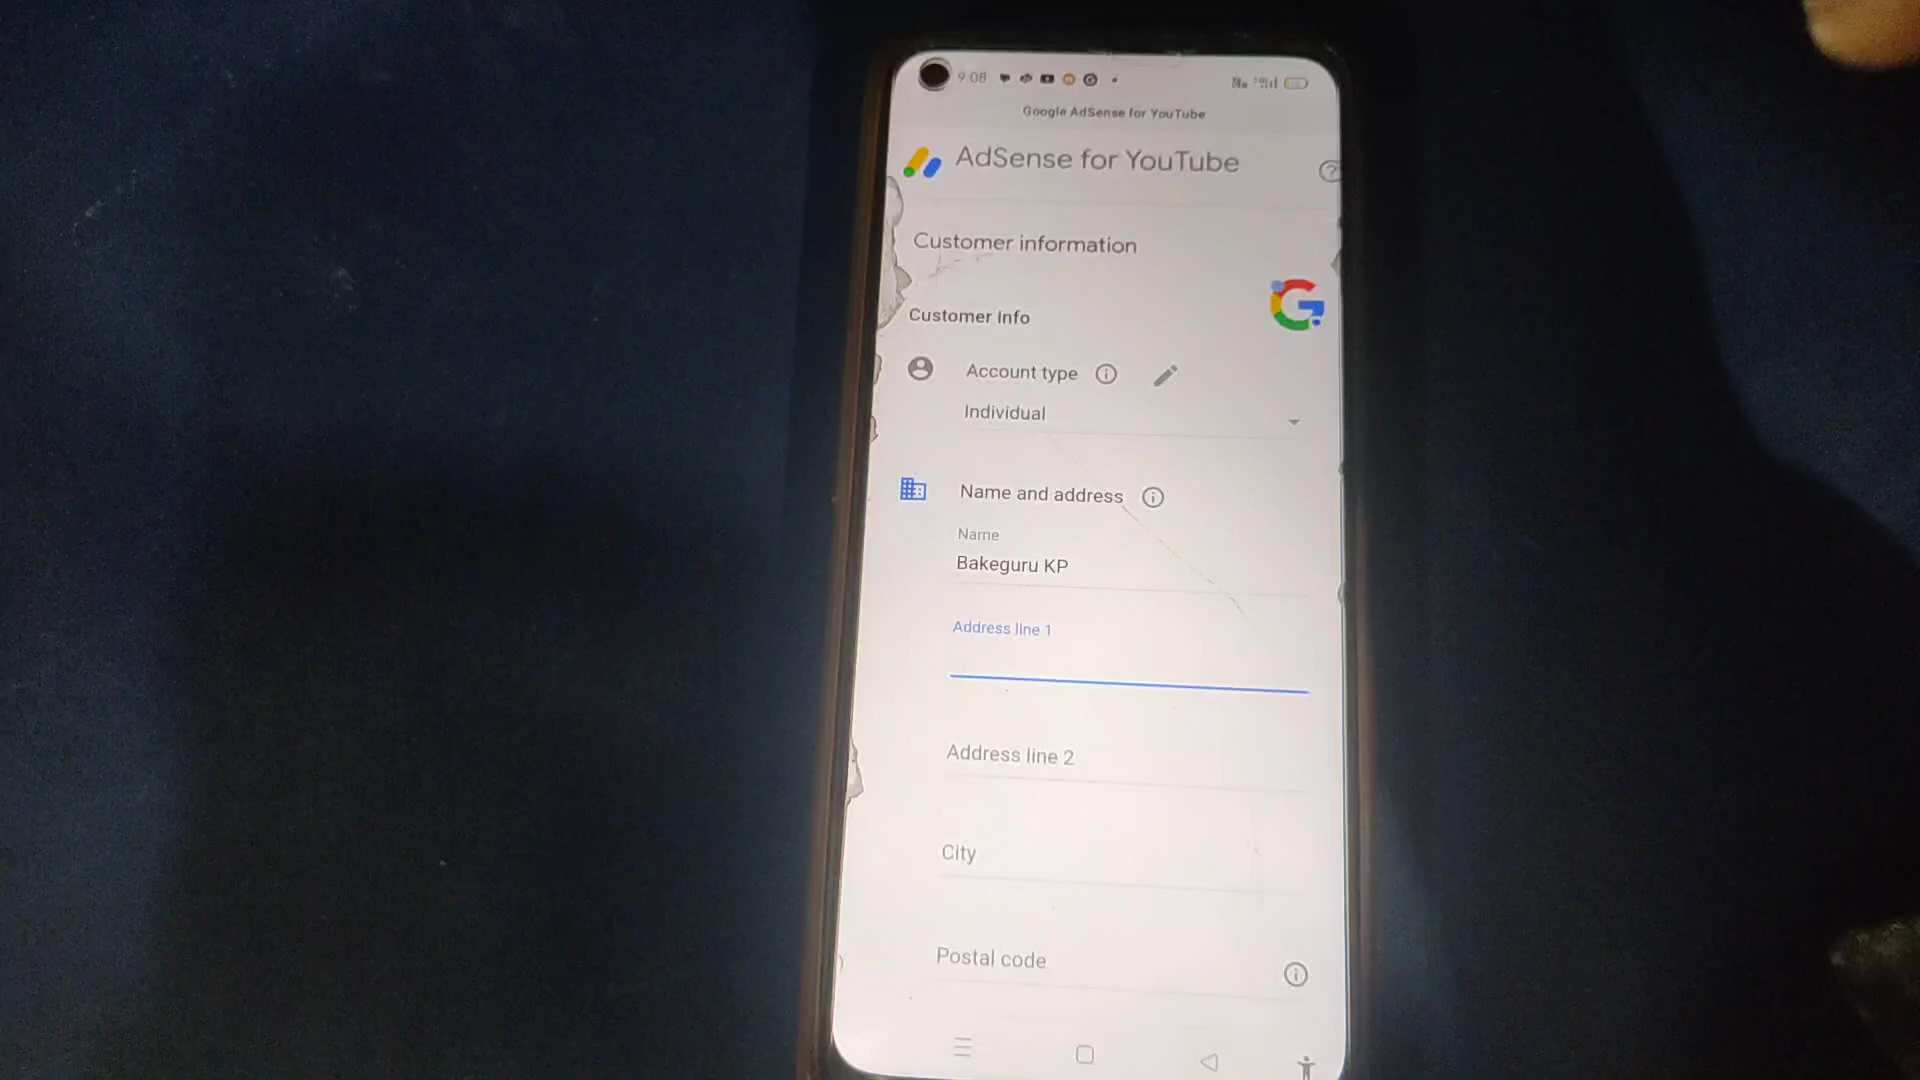 9:08
Google AdSense for YouTube
AdSense for YouTube
Customer information
Customer info
Account type
Individual
Name and address
Name
Bakeguru KP
Address line 1
Address line 2
City
Postal code